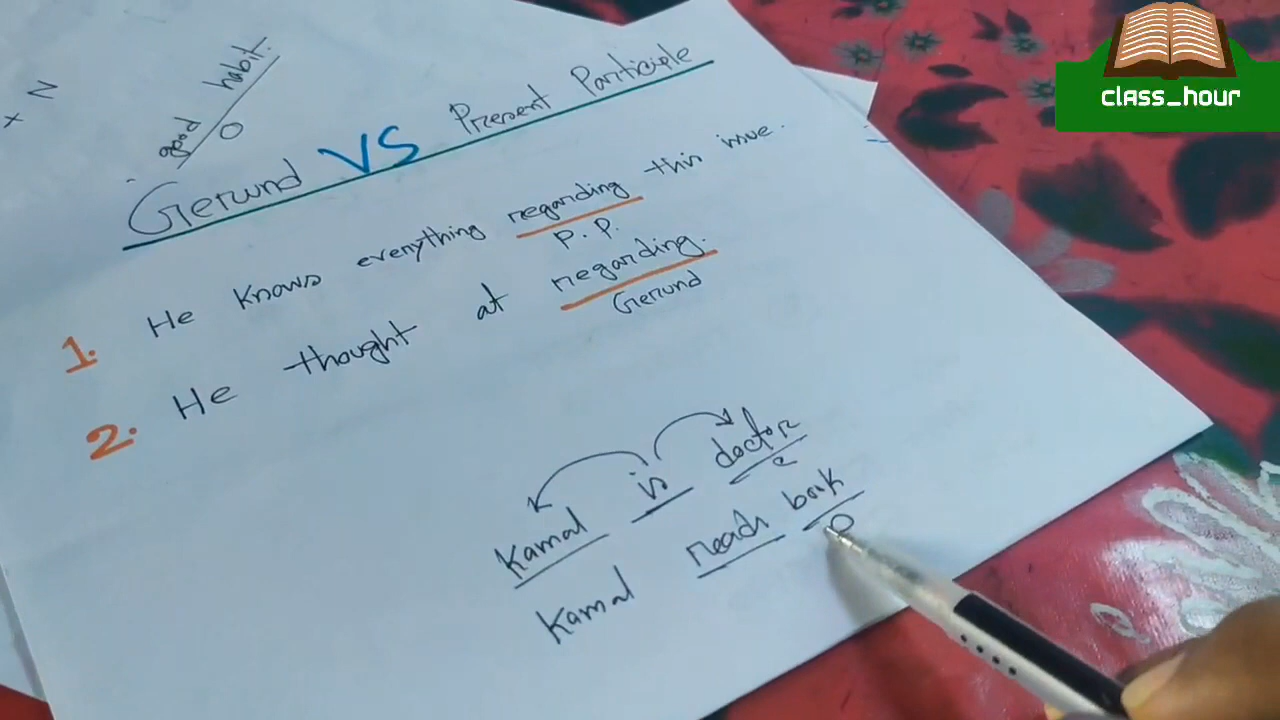 class_hour
N
x
good habit.
O
Gerund VS Present Participle
1. He knows everything regarding this issue.
P.P.
2. He thought at regarding.
Gerund
Kamal is doctor
c
Kamal reads book
O